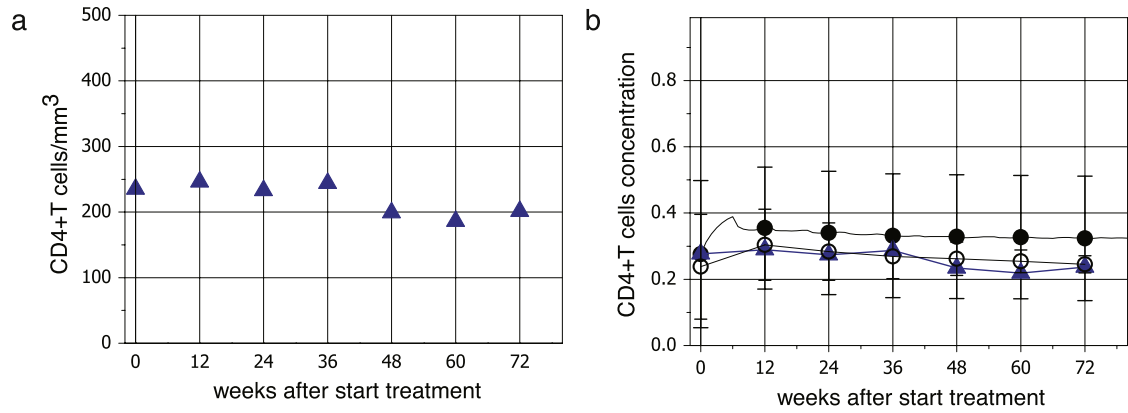 a
500
400
300
200
100
0
CD4+T cells/mm3
0 12 24 36 48 60 72
weeks after start treatment
b
0.8
0.6
0.4
0.2
0.0
CD4+T cells concentration
0 12 24 36 48 60 72
weeks after start treatment